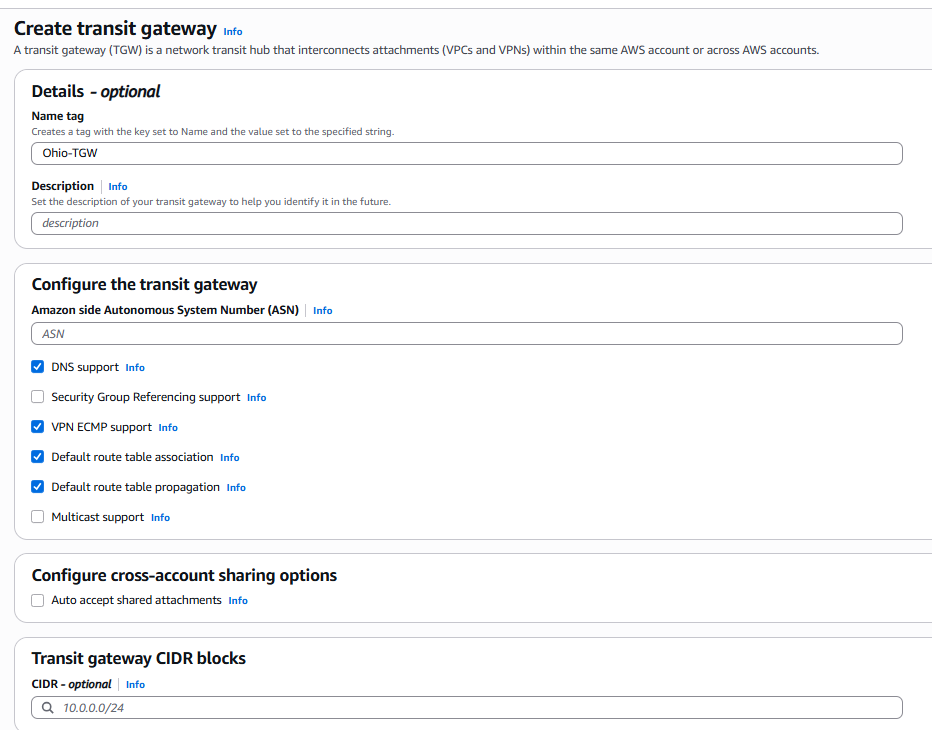 Create transit gateway Info
A transit gateway (TGW) is a network transit hub that interconnects attachments (VPCs and VPNs) within the same AWS account or across AWS accounts.
Details - optional
Name tag
Creates a tag with the key set to Name and the value set to the specified string.
Ohio-TGW
Description Info
Set the description of your transit gateway to help you identify it in the future.
description
Configure the transit gateway
Amazon side Autonomous System Number (ASN) Info
ASN
DNS support Info
Security Group Referencing support Info
VPN ECMP support Info
Default route table association Info
Default route table propagation Info
Multicast support Info
Configure cross-account sharing options
Auto accept shared attachments Info
Transit gateway CIDR blocks
CIDR - optional Info
10.0.0.0/24